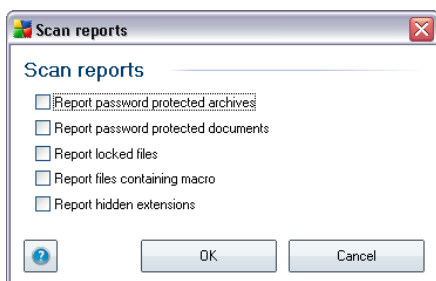 Scan reports
Scan reports
Report password protected archives
Report password protected documents
Report locked files
Report files containing macro
Report hidden extensions
?
OK
Cancel